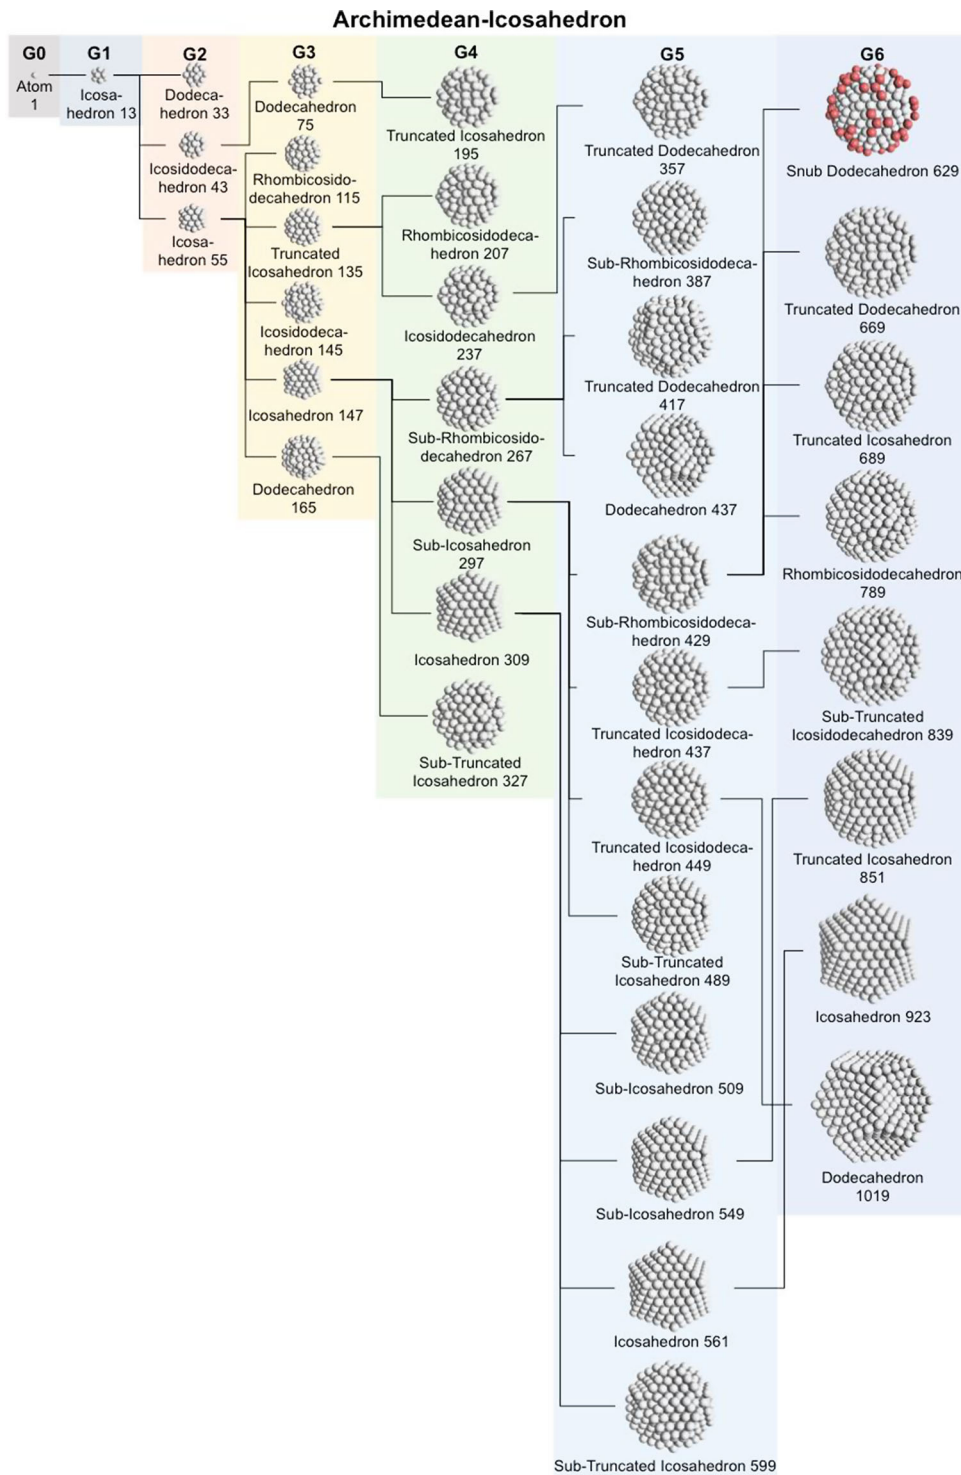 Archimedean-Icosahedron
G0
Atom
1
G1
Icosa-
hedron 13
G2
Dodeca-
hedron 33
Icosidodeca-
hedron 43
Icosa-
hedron 55
G3
Dodecahedron
75
Rhombicosido-
decahedron 115
Truncated
Icosahedron 135
Icosidodeca-
hedron 145
Icosahedron 147
Dodecahedron
165
G4
Truncated Icosahedron
195
Rhombicosidodeca-
hedron 207
Icosidodecahedron
237
Sub-Rhombicosido-
decahedron 267
Sub-Icosahedron
297
Icosahedron 309
Sub-Truncated
Icosahedron 327
G5
Truncated Dodecahedron
357
Sub-Rhombicosidodeca-
hedron 387
Truncated Dodecahedron
417
Dodecahedron 437
Sub-Rhombicosidodeca-
hedron 429
Truncated Icosidodeca-
hedron 437
Truncated Icosidodeca-
hedron 449
Sub-Truncated
Icosahedron 489
Sub-Icosahedron 509
Sub-Icosahedron 549
Icosahedron 561
Sub-Truncated Icosahedron 599
G6
Snub Dodecahedron 629
Truncated Dodecahedron
669
Truncated Icosahedron
689
Rhombicosidodecahedron
789
Sub-Truncated
Icosidodecahedron 839
Truncated Icosahedron
851
Icosahedron 923
Dodecahedron
1019